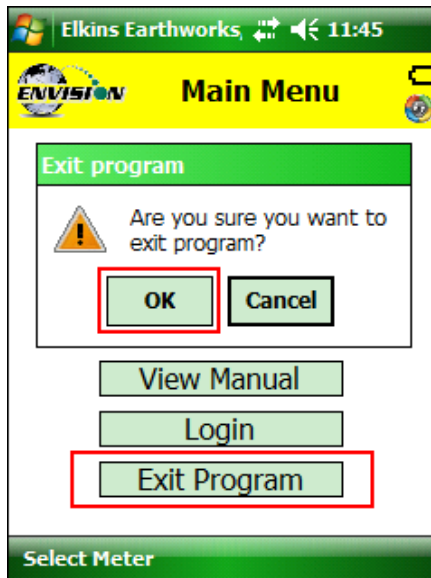 Elkins Earthworks, 11:45
ENVISION Main Menu
Exit program
Are you sure you want to
exit program?
OK Cancel
View Manual
Login
Exit Program
Select Meter